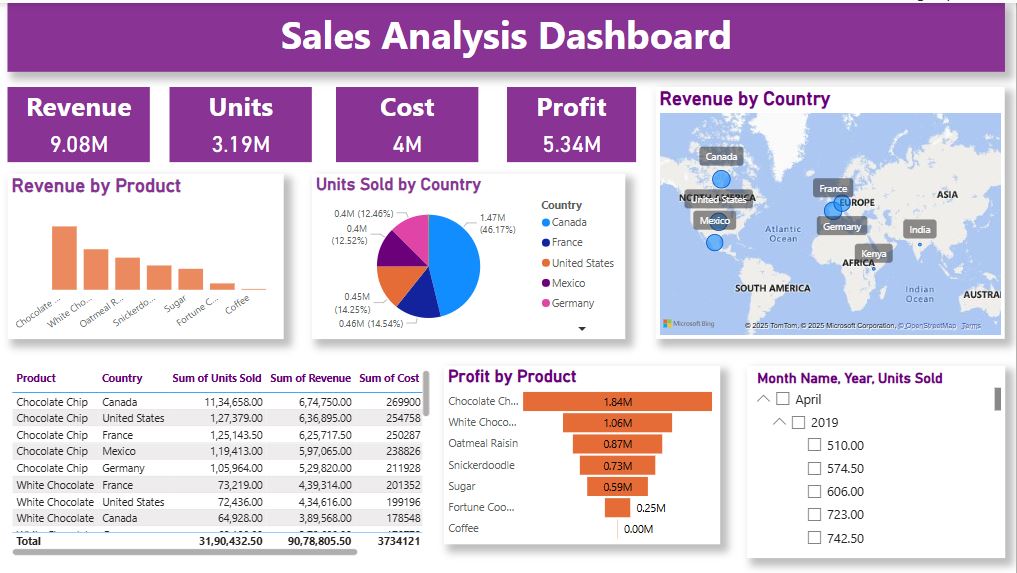 Sales Analysis Dashboard
Revenue
9.08M
Units
3.19M
Cost
4M
Profit
5.34M
Revenue by Country
Canada
NORTH AMERICA
United States
Mexico
France
EUROPE
Germany
ASIA
India
Kenya
AFRICA
Atlantic
Ocean
SOUTH AMERICA
Indian
Ocean
AUSTRA
Microsoft Bing
© 2025 TomTom, © 2025 Microsoft Corporation, © OpenStreetMap Terms
Revenue by Product
Chocolate ...
White Cho...
Oatmeal R...
Snickerdo...
Sugar
Fortune C...
Coffee
Units Sold by Country
0.4M (12.46%)
0.4M
(12.52%)
0.45M
(14.25%)
0.46M (14.54%)
1.47M
(46.17%)
Country
Canada
France
United States
Mexico
Germany
Product Country Sum of Units Sold Sum of Revenue Sum of Cost
Chocolate Chip Canada 11,34,658.00 6,74,750.00 269900
Chocolate Chip United States 1,27,379.00 6,36,895.00 254758
Chocolate Chip France 1,25,143.50 6,25,717.50 250287
Chocolate Chip Mexico 1,19,413.00 5,97,065.00 238826
Chocolate Chip Germany 1,05,964.00 5,29,820.00 211928
White Chocolate France 73,219.00 4,39,314.00 201352
White Chocolate United States 72,436.00 4,34,616.00 199196
White Chocolate Canada 64,928.00 3,89,568.00 178548
Total 31,90,432.50 90,78,805.50 3734121
Profit by Product
Chocolate Ch... 1.84M
White Choco... 1.06M
Oatmeal Raisin 0.87M
Snickerdoodle 0.73M
Sugar 0.59M
Fortune Coo... 0.25M
Coffee 0.00M
Month Name, Year, Units Sold
April
2019
510.00
574.50
606.00
723.00
742.50